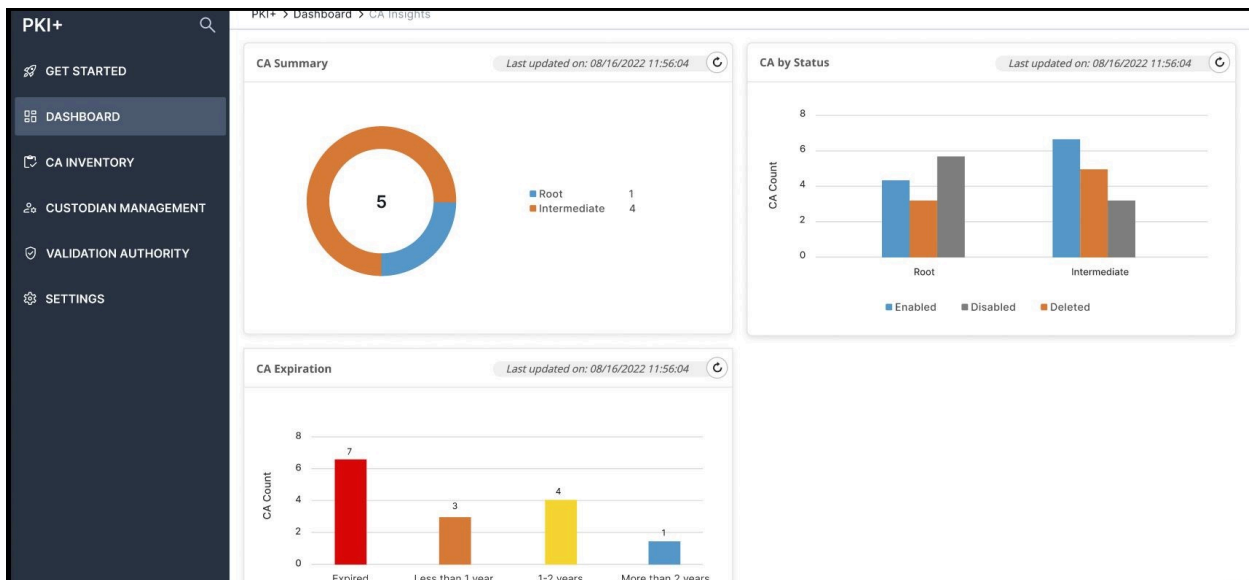 PKI+
PKI+ > Dashboard > CA Insights
GET STARTED
DASHBOARD
CA INVENTORY
CUSTODIAN MANAGEMENT
VALIDATION AUTHORITY
SETTINGS
CA Summary
Last updated on: 08/16/2022 11:56:04
5
Root 1
Intermediate 4
CA by Status
Last updated on: 08/16/2022 11:56:04
CA Count
8
6
4
2
0
Root Intermediate
Enabled Disabled Deleted
CA Expiration
Last updated on: 08/16/2022 11:56:04
CA Count
8
6
4
2
0
7
3
4
1
Expired Less than 1 year 1-2 years More than 2 years